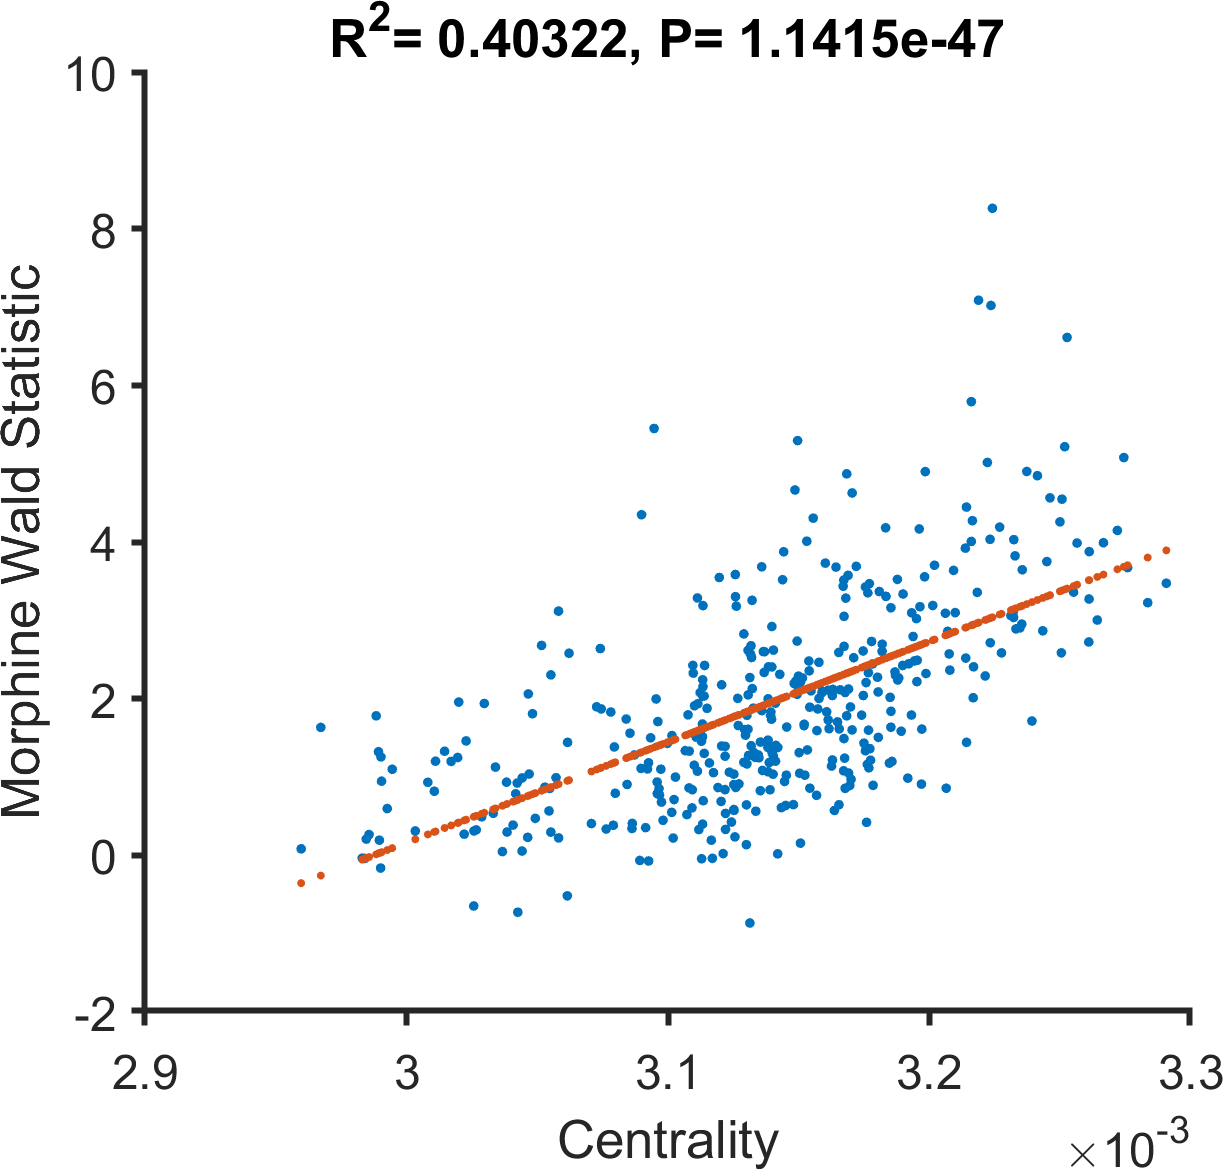 R²= 0.40322, P= 1.1415e-47
Morphine Wald Statistic
10
8
6
4
2
0
-2
2.9 3 3.1 3.2 3.3
Centrality
×10⁻³